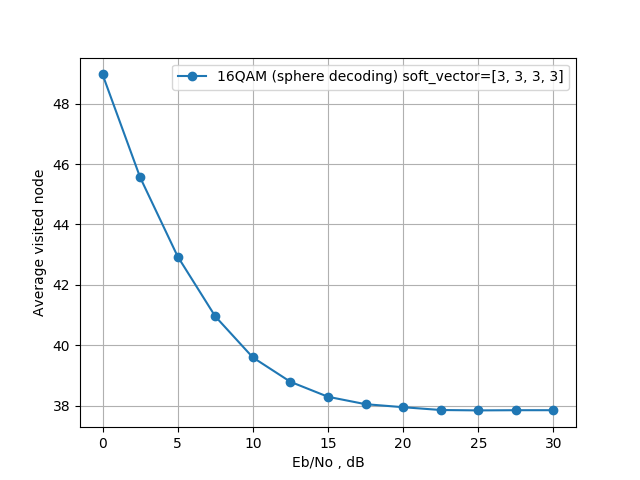 16QAM (sphere decoding) soft_vector=[3, 3, 3, 3]
48
46
44
42
40
38
Average visited node
0 5 10 15 20 25 30
Eb/No , dB